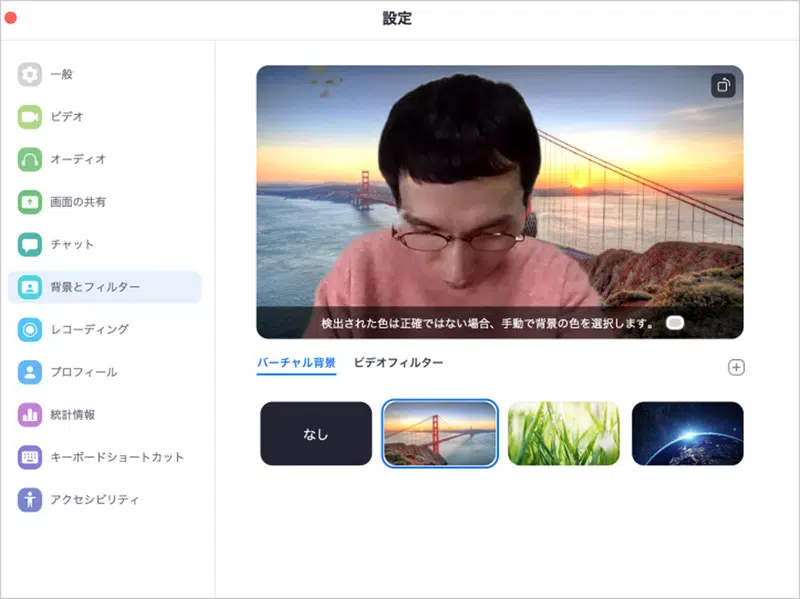 設定
一般
ビデオ
オーディオ
画面の共有
チャット
背景とフィルター
レコーディング
プロフィール
統計情報
キーボードショートカット
アクセシビリティ
検出された色は正確ではない場合、手動で背景の色を選択します。
バーチャル背景 ビデオフィルター
なし